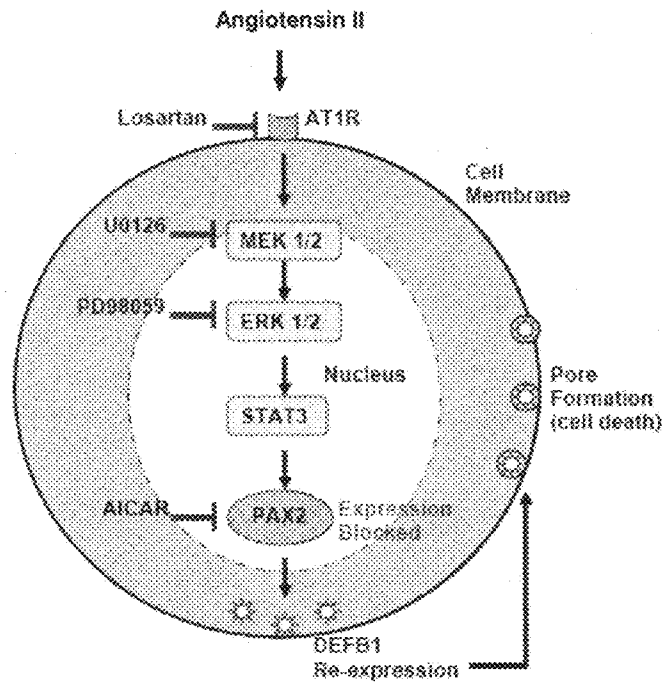 Angiotensin II
Losartan
AT1R
Cell
Membrane
U0126
MEK 1/2
PD98059
ERK 1/2
Nucleus
Pore
Formation
(cell death)
STAT3
AICAR
PAX2
Expression
Blocked
DEFB1
Re-expression